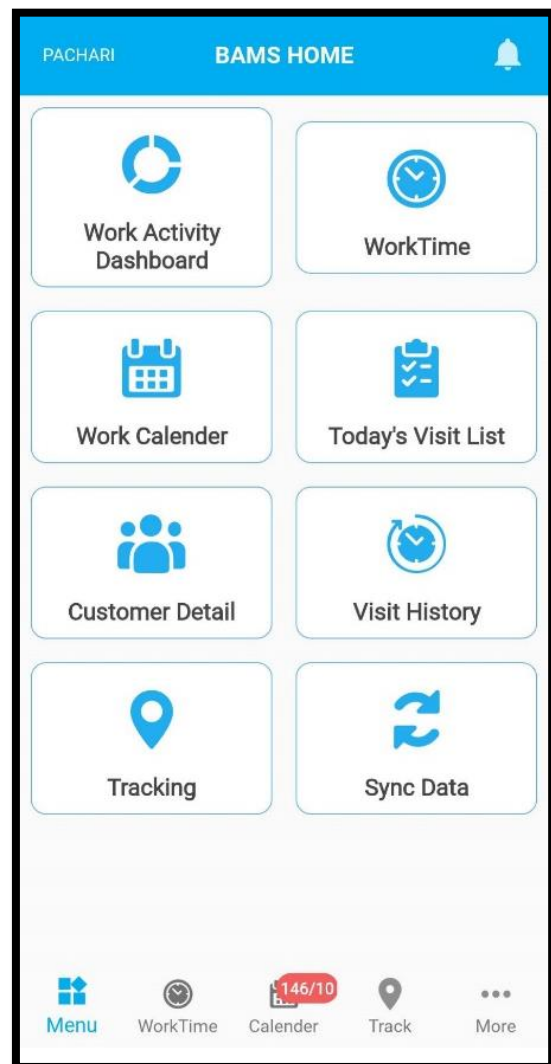 PACHARI BAMS HOME
Work Activity
Dashboard
WorkTime
Work Calender
Today's Visit List
Customer Detail
Visit History
Tracking
Sync Data
146/10
Menu
WorkTime
Calender
Track
More